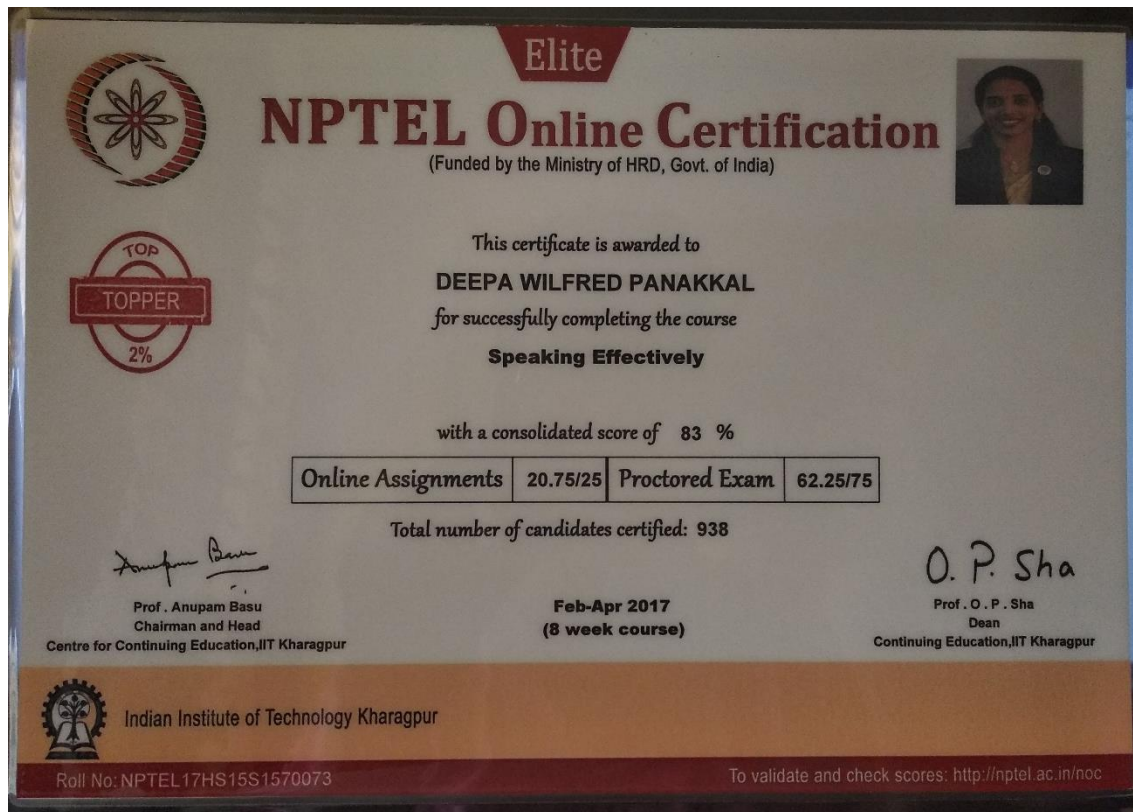 Elite
NPTEL Online Certification
(Funded by the Ministry of HRD, Govt. of India)
TOP
TOPPER
2%
This certificate is awarded to
DEEPA WILFRED PANAKKAL
for successfully completing the course
Speaking Effectively
with a consolidated score of 83 %
Online Assignments 20.75/25 Proctored Exam 62.25/75
Total number of candidates certified: 938
Anupam Basu
Prof . Anupam Basu
Chairman and Head
Centre for Continuing Education,IIT Kharagpur
Feb-Apr 2017
(8 week course)
O. P. Sha
Prof . O . P . Sha
Dean
Continuing Education,IIT Kharagpur
Indian Institute of Technology Kharagpur
Roll No: NPTEL17HS15S1570073
To validate and check scores: http://nptel.ac.in/noc